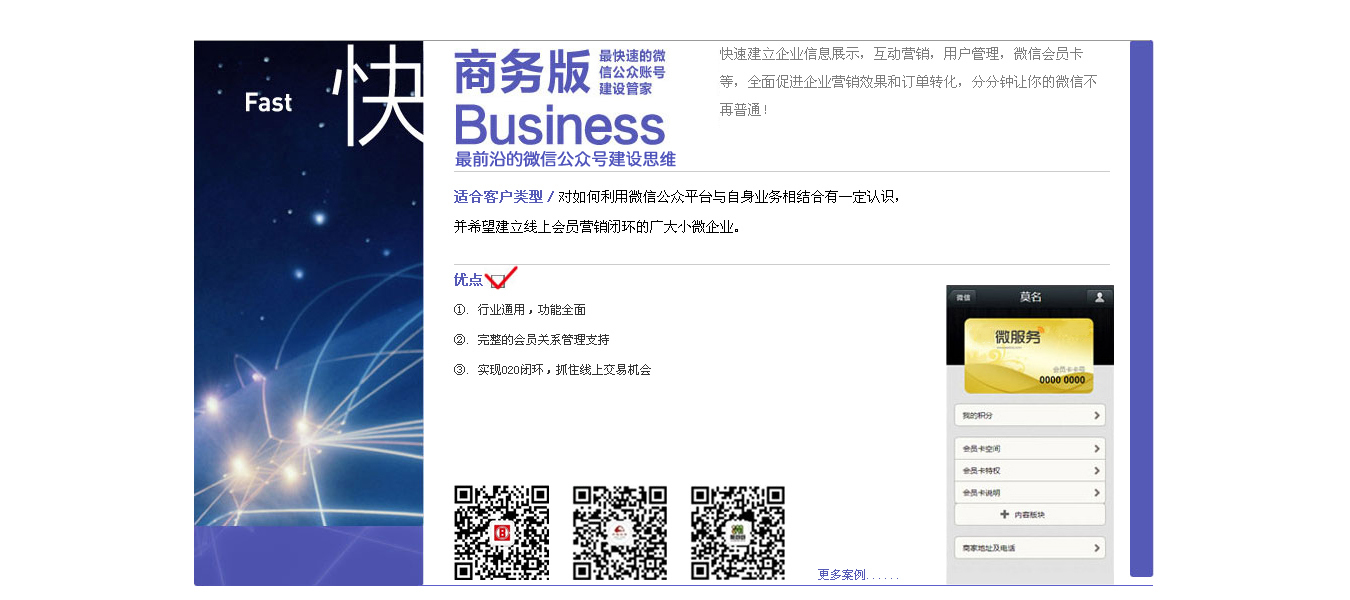 Fast
快
商务版
最快速的微
信公众账号
建设管家
Business
最前沿的微信公众号建设思维
快速建立企业信息展示，互动营销，用户管理，微信会员卡
等，全面促进企业营销效果和订单转化，分分钟让你的微信不
再普通！
适合客户类型 / 对如何利用微信公众平台与自身业务相结合有一定认识，
并希望建立线上会员营销闭环的广大小微企业。
优点
①. 行业通用，功能全面
②. 完整的会员关系管理支持
③. 实现020闭环，抓住线上交易机会
更多案例......
微信
莫名
微服务
会员卡卡号
0000 0000
我的积分
会员卡空间
会员卡特权
会员卡说明
内容版块
商家地址及电话